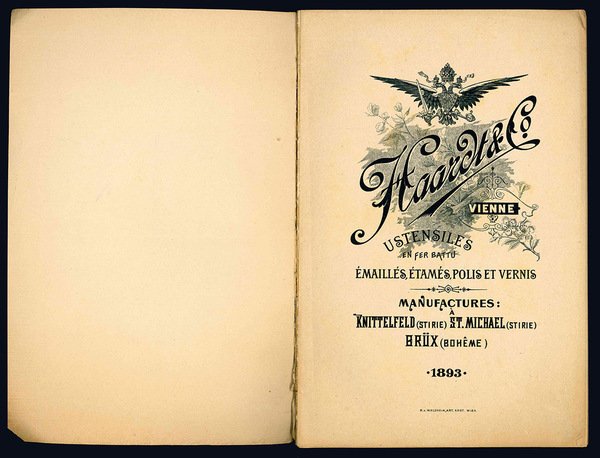 Haardt & Co
VIENNE
USTENSILES
EN FER BATTU
ÉMAILLÉS, ÉTAMÉS, POLIS ET VERNIS
MANUFACTURES:
À
KNITTELFELD (STIRIE) ST. MICHAEL (STIRIE)
BRÜX (BOHÊME)
•1893•